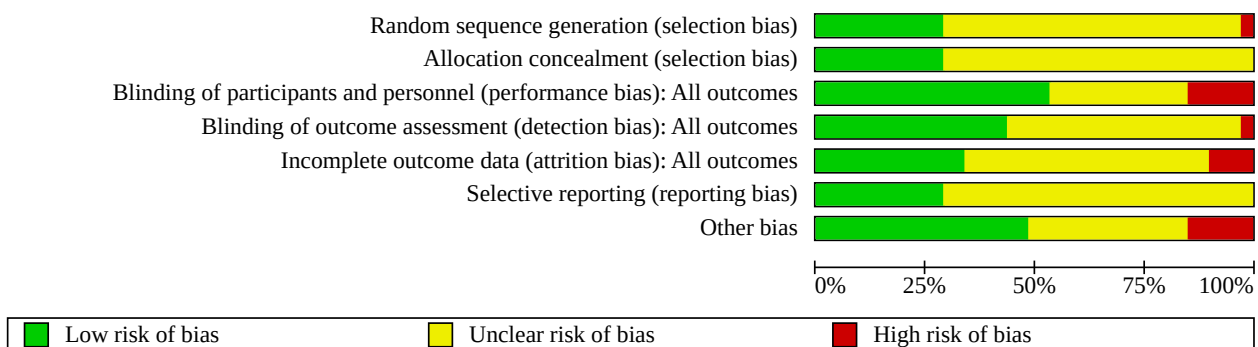 Random sequence generation (selection bias)
Allocation concealment (selection bias)
Blinding of participants and personnel (performance bias): All outcomes
Blinding of outcome assessment (detection bias): All outcomes
Incomplete outcome data (attrition bias): All outcomes
Selective reporting (reporting bias)
Other bias
0% 25% 50% 75% 100%
Low risk of bias Unclear risk of bias High risk of bias